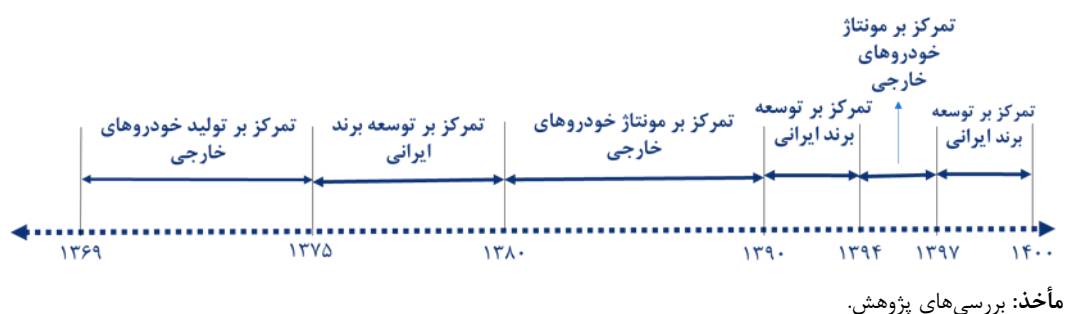 تمرکز بر تولید خودروهای
خارجی
تمرکز بر توسعه برند
ایرانی
تمرکز بر مونتاژ خودروهای
خارجی
تمرکز بر توسعه
برند ایرانی
تمرکز بر مونتاژ
خودروهای
خارجی
تمرکز بر توسعه
برند ایرانی
۱۳۶۹
۱۳۷۵
۱۳۸۰
۱۳۹۰
۱۳۹۴
۱۳۹۷
۱۴۰۰
مأخذ: بررسی‌های پژوهش.